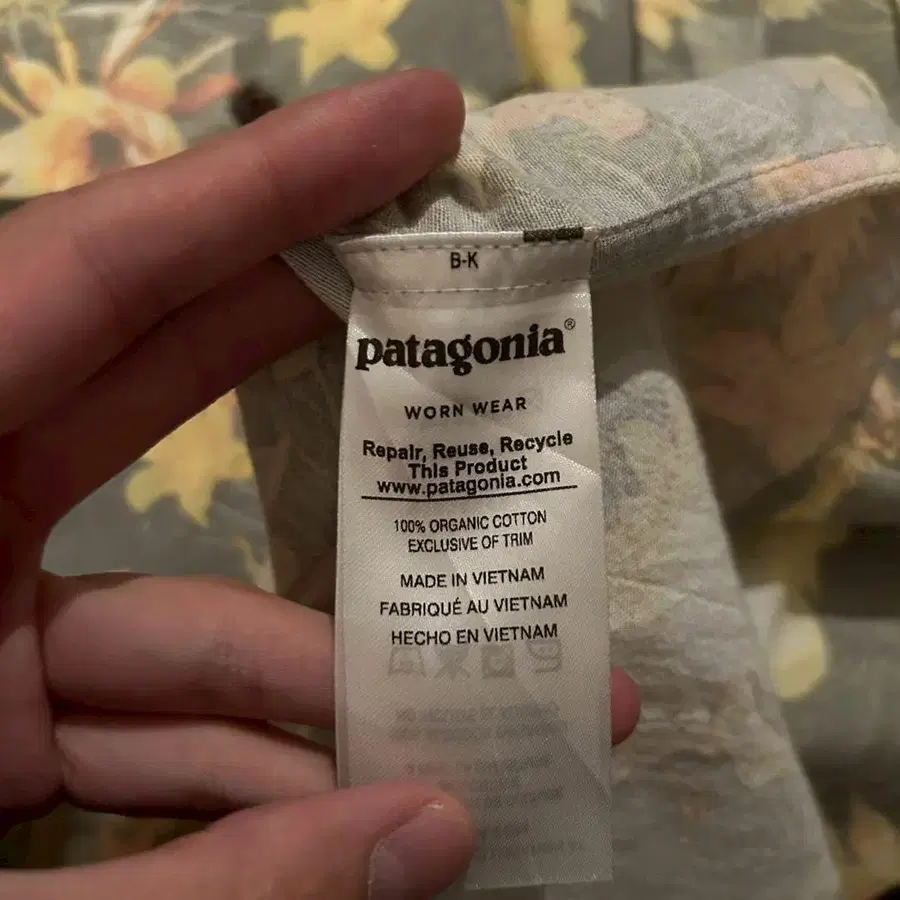 B-K
patagonia®
WORN WEAR
Repair, Reuse, Recycle
This Product
www.patagonia.com
100% ORGANIC COTTON
EXCLUSIVE OF TRIM
MADE IN VIETNAM
FABRIQUÉ AU VIETNAM
HECHO EN VIETNAM